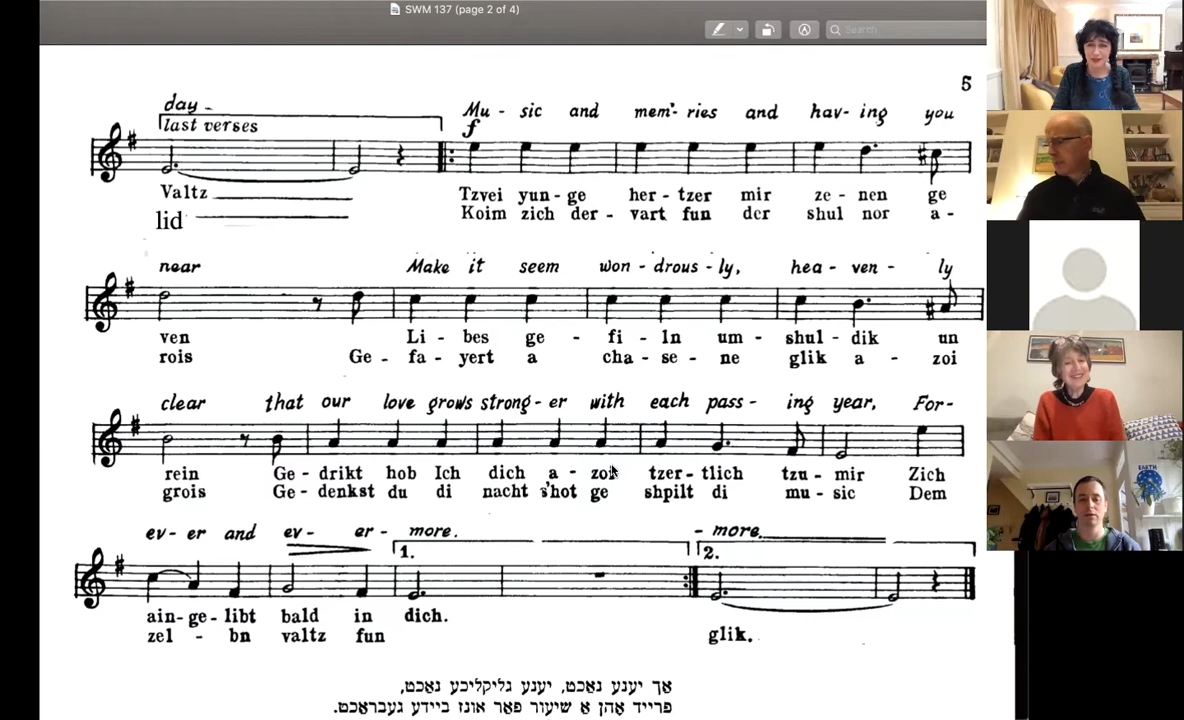 SWM 137 (page 2 of 4)
Search
5
day - Mu - sic and mem'- ries and hav - ing you
last verses f
Valtz Tzvei yun - ge her - tzer mir ze - nen ge
lid Koim zich der - vart fun der shul nor a -
near Make it seem won - drous - ly, hea - ven - ly
ven Li - bes ge - fi - ln um - shul - dik un
rois Ge - fa - yert a cha - se - ne glik a - zoi
clear that our love grows strong - er with each pass - ing year, For-
rein Ge - drikt hob Ich dich a - zoi tzer - tlich tzu - mir Zich
grois Ge - denkst du di nacht s'hot ge shpilt di mu - sic Dem
ev - er and ev - er - more. - more.
1. 2.
ain - ge - libt bald in dich.
zel - bn valtz fun glik.
אך יענע נאכט, יענע גליקליכע נאכט,
פרייד אָהן אַ שיעור פאר אונז ביידע געבראכט.
EARTH